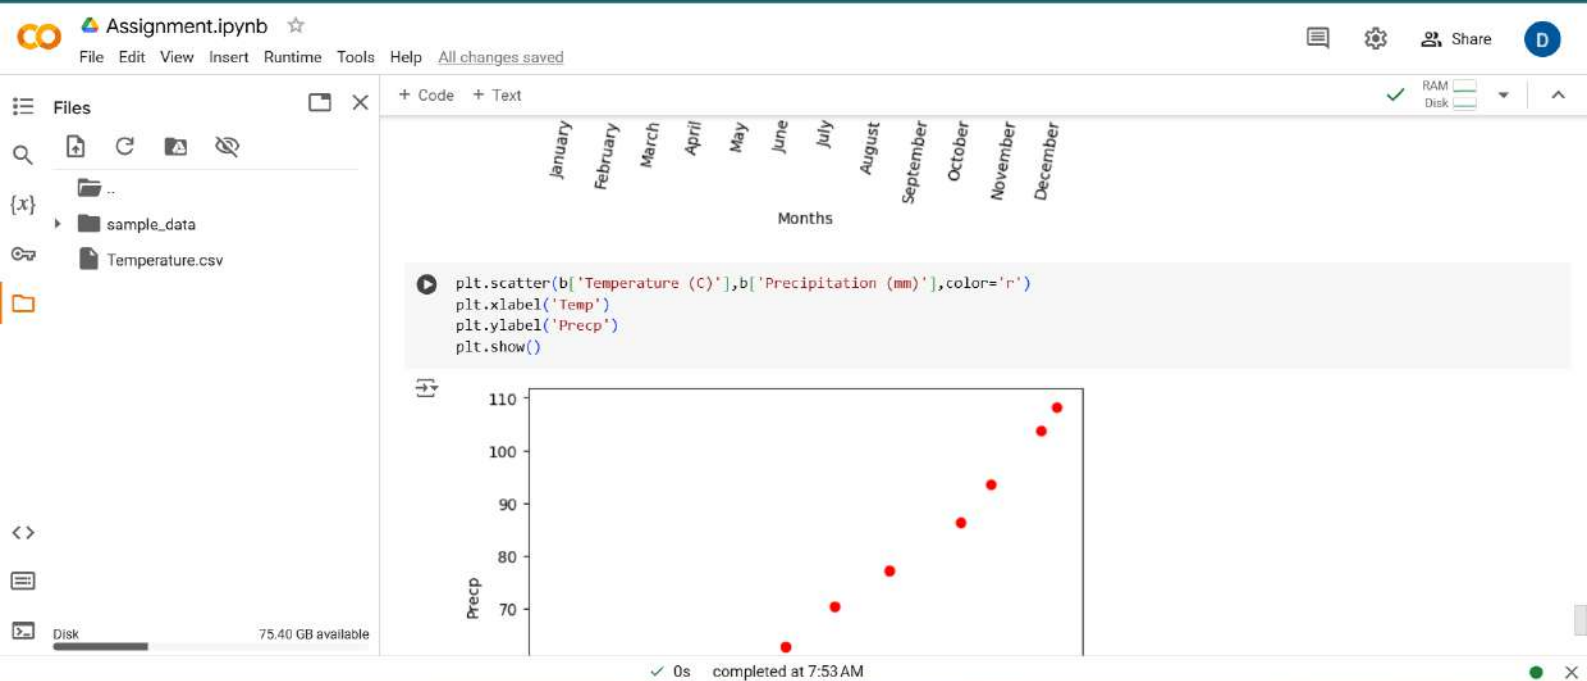 Assignment.ipynb
File Edit View Insert Runtime Tools Help All changes saved
Share
D
Files
+ Code + Text
RAM
Disk
..
{x}
sample_data
Temperature.csv
January
February
March
April
May
June
July
August
September
October
November
December
Months
plt.scatter(b['Temperature (C)'],b['Precipitation (mm)'],color='r')
plt.xlabel('Temp')
plt.ylabel('Precp')
plt.show()
110
100
90
80
70
Precp
Disk 75.40 GB available
0s completed at 7:53 AM